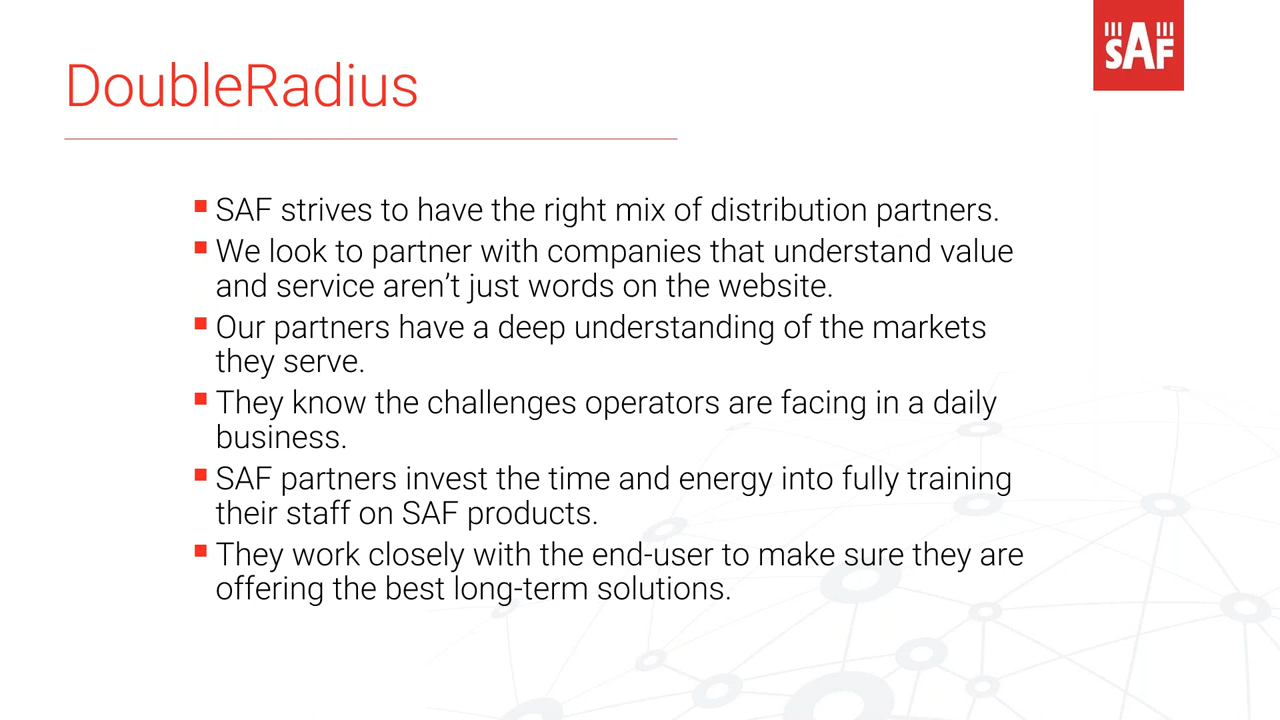 SAF
DoubleRadius
SAF strives to have the right mix of distribution partners.
We look to partner with companies that understand value
and service aren’t just words on the website.
Our partners have a deep understanding of the markets
they serve.
They know the challenges operators are facing in a daily
business.
SAF partners invest the time and energy into fully training
their staff on SAF products.
They work closely with the end-user to make sure they are
offering the best long-term solutions.